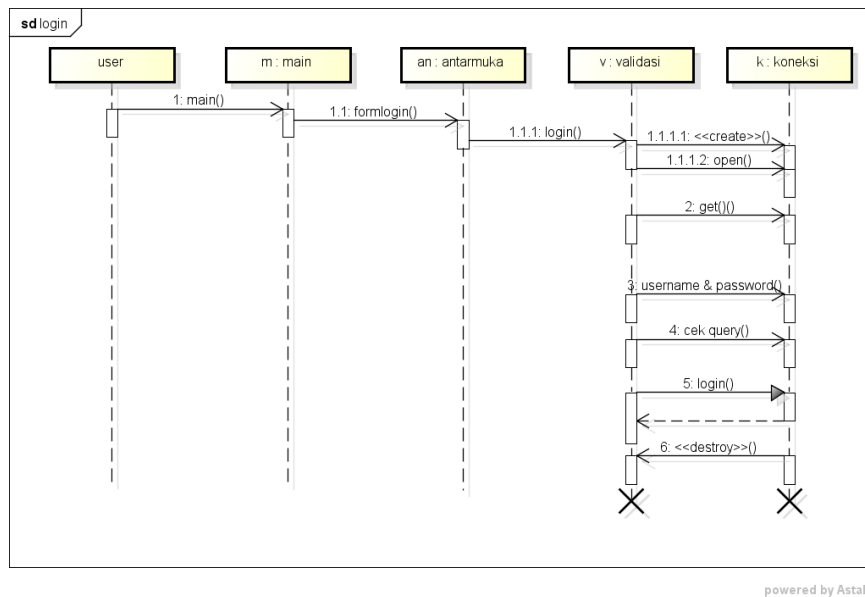 sd login
user
m : main
an : antarmuka
v : validasi
k : koneksi
1: main()
1.1: formlogin()
1.1.1: login()
1.1.1.1: <<create>>()
1.1.1.2: open()
2: get()()
3: username & password()
4: cek query()
5: login()
6: <<destroy>>()
powered by